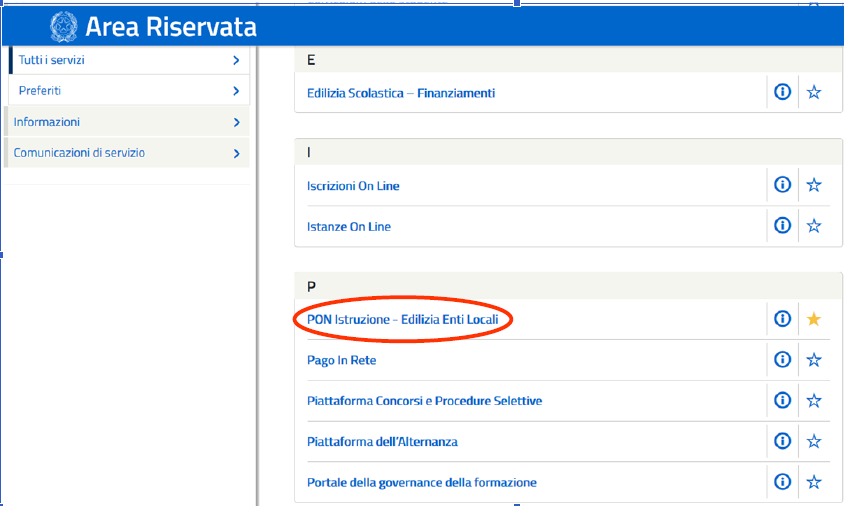 Area Riservata
Tutti i servizi
Preferiti
Informazioni
Comunicazioni di servizio
E
Edilizia Scolastica – Finanziamenti
I
Iscrizioni On Line
Istanze On Line
P
PON Istruzione - Edilizia Enti Locali
Pago In Rete
Piattaforma Concorsi e Procedure Selettive
Piattaforma dell'Alternanza
Portale della governance della formazione